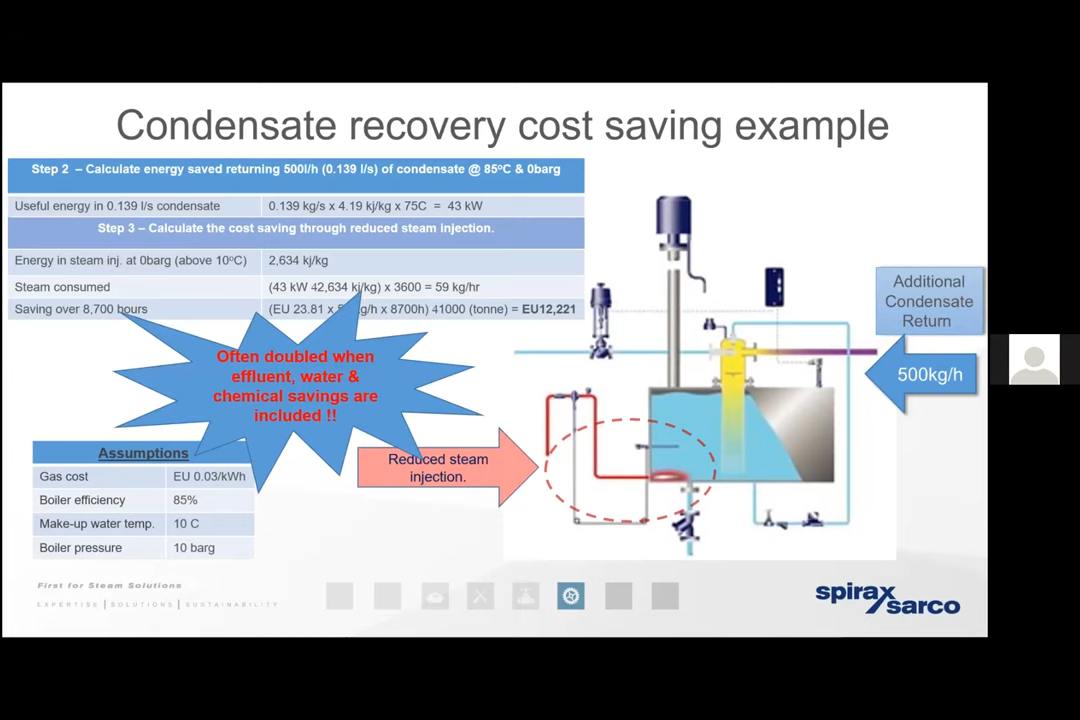 Condensate recovery cost saving example
Step 2 – Calculate energy saved returning 500l/h (0.139 l/s) of condensate @ 85ºC & 0barg
Useful energy in 0.139 l/s condensate 0.139 kg/s x 4.19 kj/kg x 75C = 43 kW
Step 3 – Calculate the cost saving through reduced steam injection.
Energy in steam inj. at 0barg (above 10ºC) 2,634 kj/kg
Steam consumed (43 kW 42,634 kj/kg) x 3600 = 59 kg/hr
Saving over 8,700 hours (EU 23.81 x kg/h x 8700h) 41000 (tonne) = EU12,221
Often doubled when
effluent, water &
chemical savings are
included !!
Additional
Condensate
Return
500kg/h
Reduced steam
injection.
Assumptions
Gas cost EU 0.03/kWh
Boiler efficiency 85%
Make-up water temp. 10 C
Boiler pressure 10 barg
First for Steam Solutions
EXPERTISE | SOLUTIONS | SUSTAINABILITY
spirax
sarco